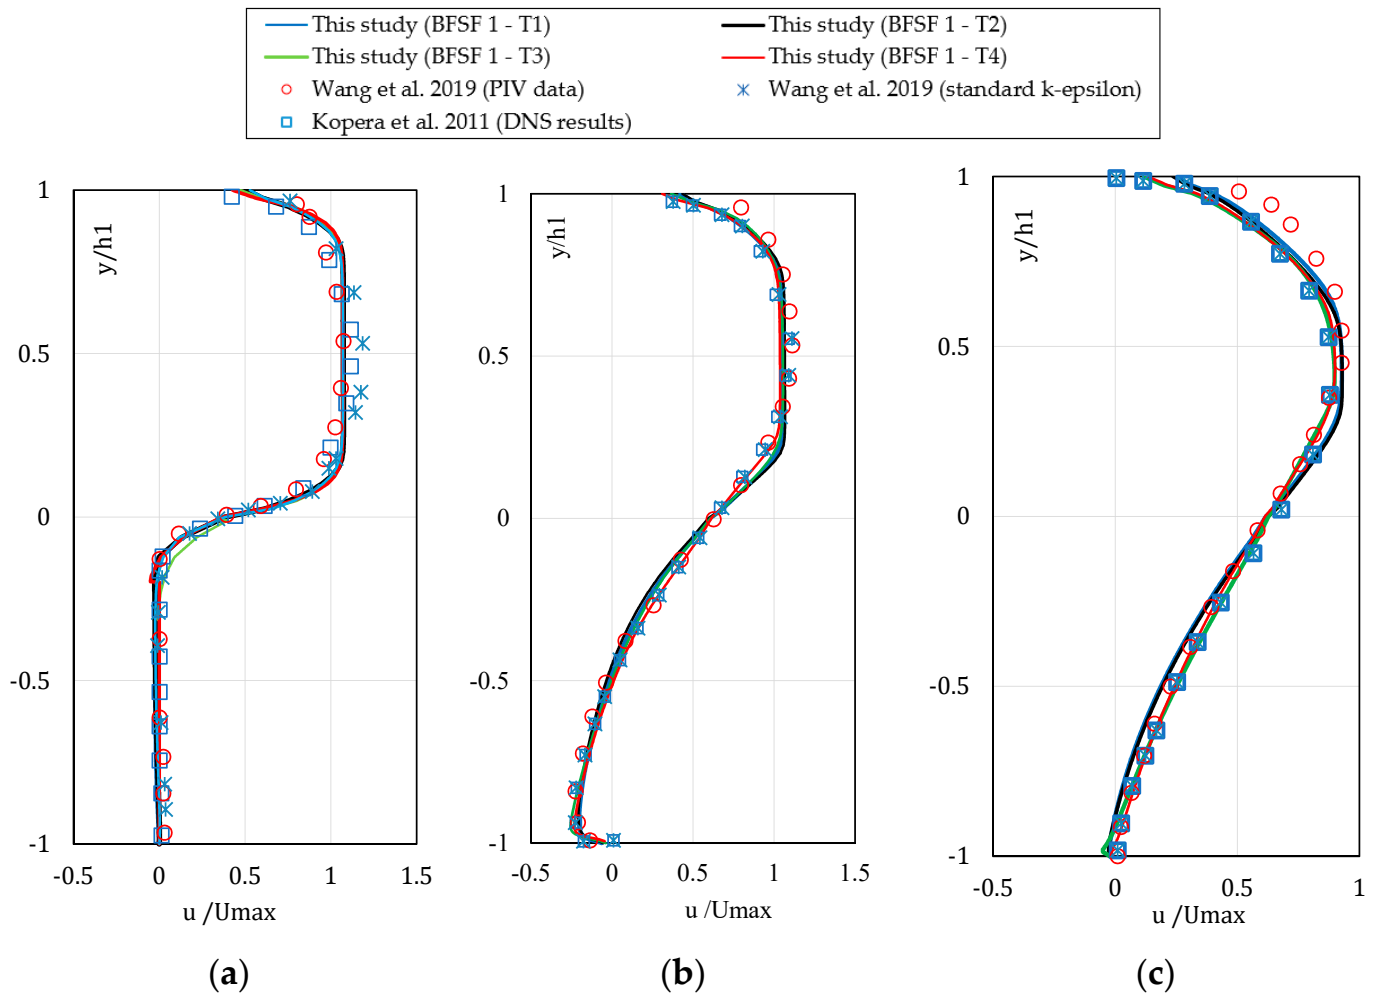 This study (BFSF 1 - T1)
This study (BFSF 1 - T2)
This study (BFSF 1 - T3)
This study (BFSF 1 - T4)
Wang et al. 2019 (PIV data)
Wang et al. 2019 (standard k-epsilon)
Kopera et al. 2011 (DNS results)
1
0.5
0
-0.5
-1
y/h1
-0.5 0 0.5 1 1.5
u /Umax
(a)
1
0.5
0
-0.5
-1
y/h1
-0.5 0 0.5 1 1.5
u /Umax
(b)
1
0.5
0
-0.5
-1
y/h1
-0.5 0 0.5 1
u /Umax
(c)